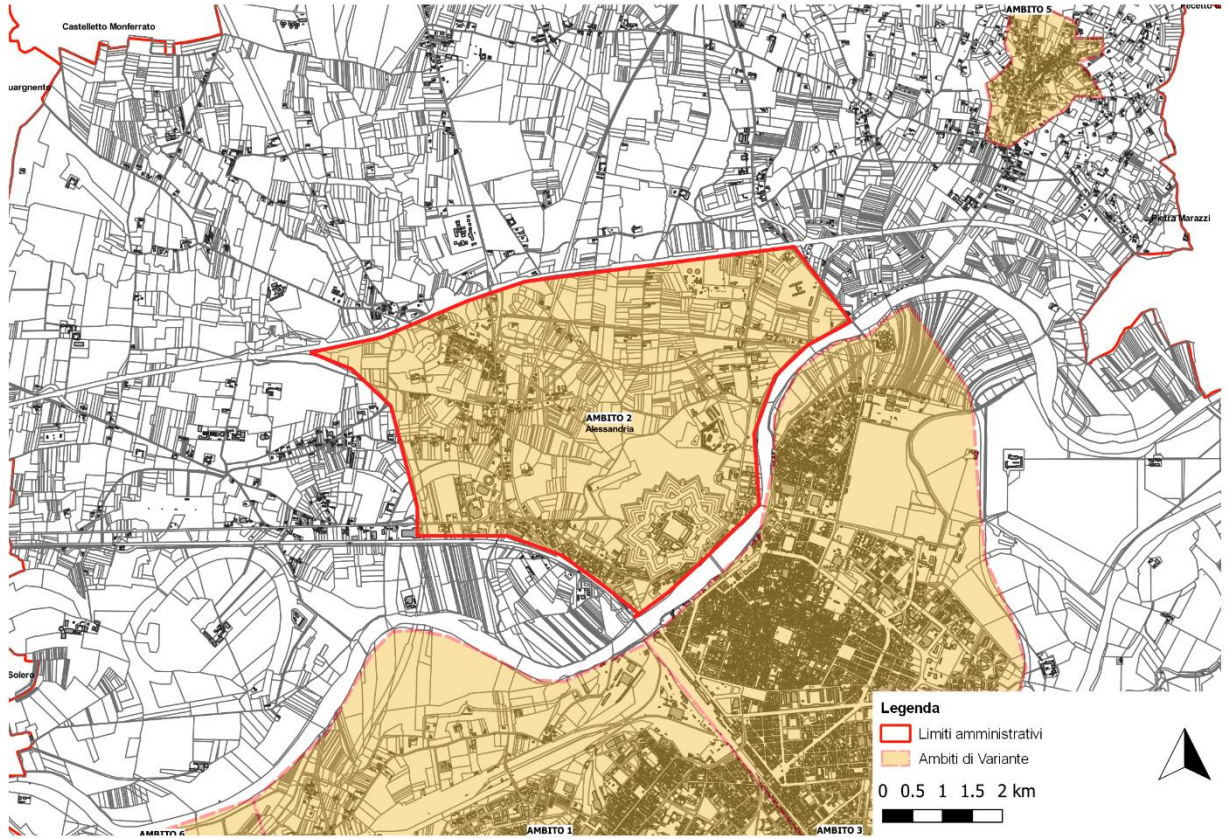 AMBITO 5
Castelletto Monferrato
Pietra Marazzi
AMBITO 2
Alessandria
Solero
Legenda
Limiti amministrativi
Ambiti di Variante
0 0.5 1 1.5 2 km
AMBITO 6
AMBITO 1
AMBITO 3